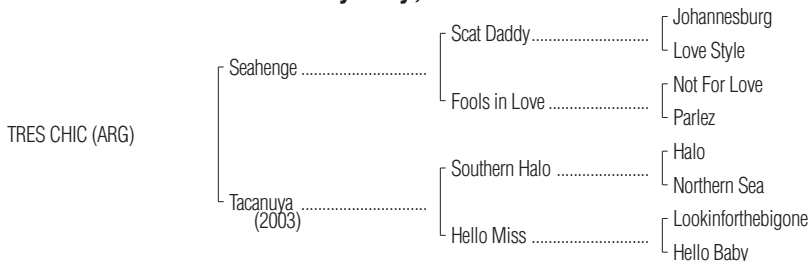 Johannesburg
Scat Daddy
Love Style
Seahenge
Not For Love
Fools in Love
Parlez
TRES CHIC (ARG)
Halo
Southern Halo
Northern Sea
Tacanuya
(2003)
Lookinforthebigone
Hello Miss
Hello Baby